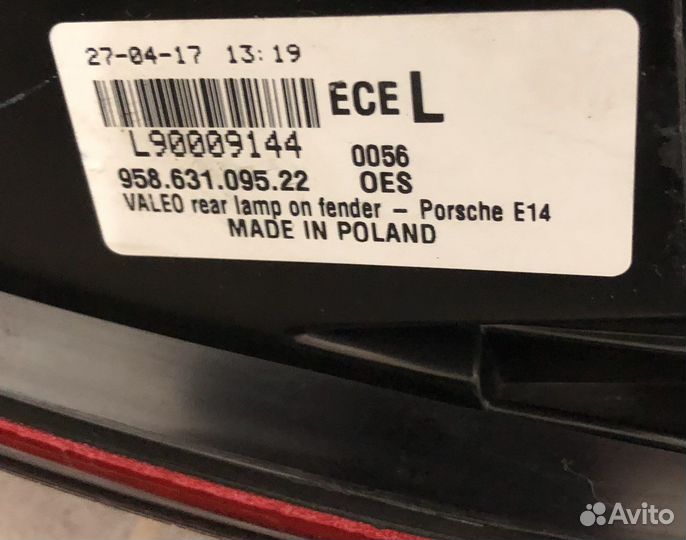 27-04-17 13:19
ECE L
L90009144 0056
958.631.095.22 OES
VALEO rear lamp on fender – Porsche E14
MADE IN POLAND
Avito